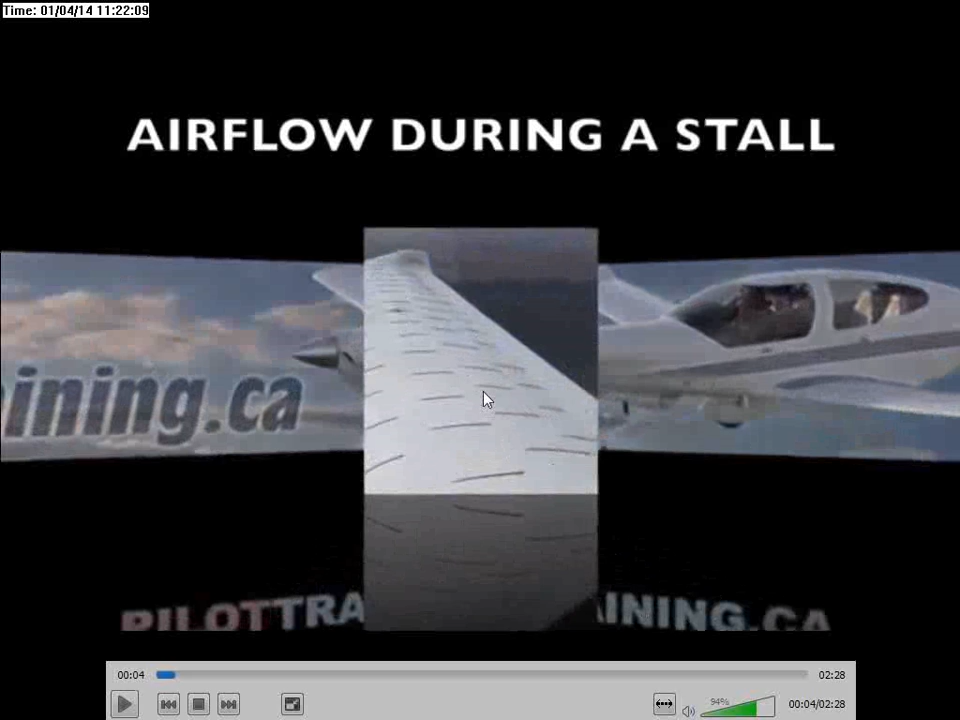 Time: 01/04/14 11:22:09
AIRFLOW DURING A STALL
ining.ca
PILOTTRA INING.CA
00:04 02:28
94%
00:04/02:28